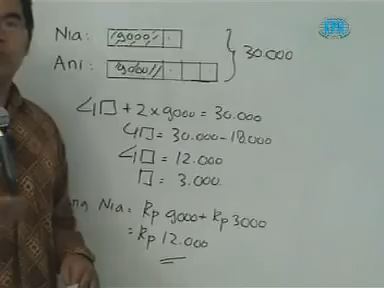 Nia: 9000
Ani: 9000
30.000
4□ + 2 x 9000 = 30.000
4□ = 30.000 - 18.000
4□ = 12.000
□ = 3.000
ng Nia: Rp 9000 + Rp 3000
= Rp 12.000